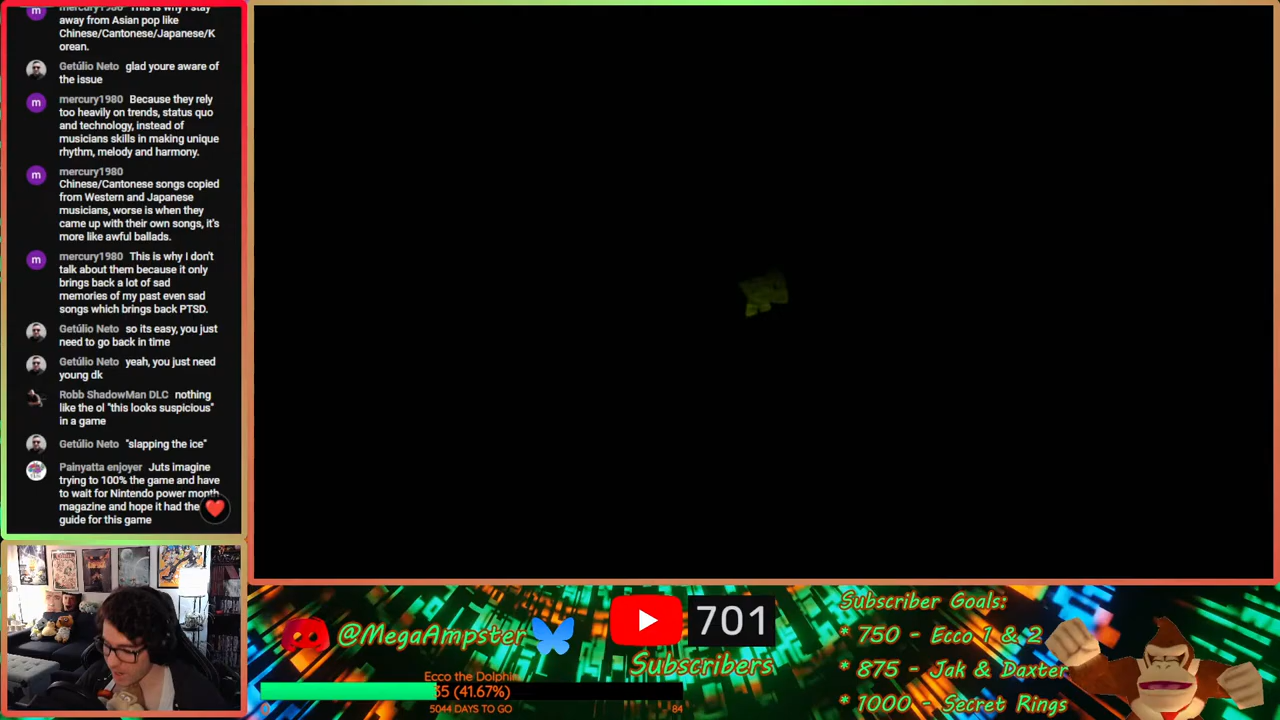 mercury1980 This is why I stay
away from Asian pop like
Chinese/Cantonese/Japanese/K
orean.
Getúlio Neto glad youre aware of
the issue
m
mercury1980 Because they rely
too heavily on trends, status quo
and technology, instead of
musicians skills in making unique
rhythm, melody and harmony.
m
mercury1980
Chinese/Cantonese songs copied
from Western and Japanese
musicians, worse is when they
came up with their own songs, it's
more like awful ballads.
m
mercury1980 This is why I don't
talk about them because it only
brings back a lot of sad
memories of my past even sad
songs which brings back PTSD.
Getúlio Neto so its easy, you just
need to go back in time
Getúlio Neto yeah, you just need
young dk
Robb ShadowMan DLC nothing
like the ol "this looks suspicious"
in a game
Getúlio Neto "slapping the ice"
Painyatta enjoyer Juts imagine
trying to 100% the game and have
to wait for Nintendo power month
magazine and hope it had the
guide for this game
@MegaAmpster
701
Subscribers
Ecco the Dolphin
35 (41.67%)
0
5044 DAYS TO GO
84
Subscriber Goals:
* 750 - Ecco 1 & 2
* 875 - Jak & Daxter
* 1000 - Secret Rings